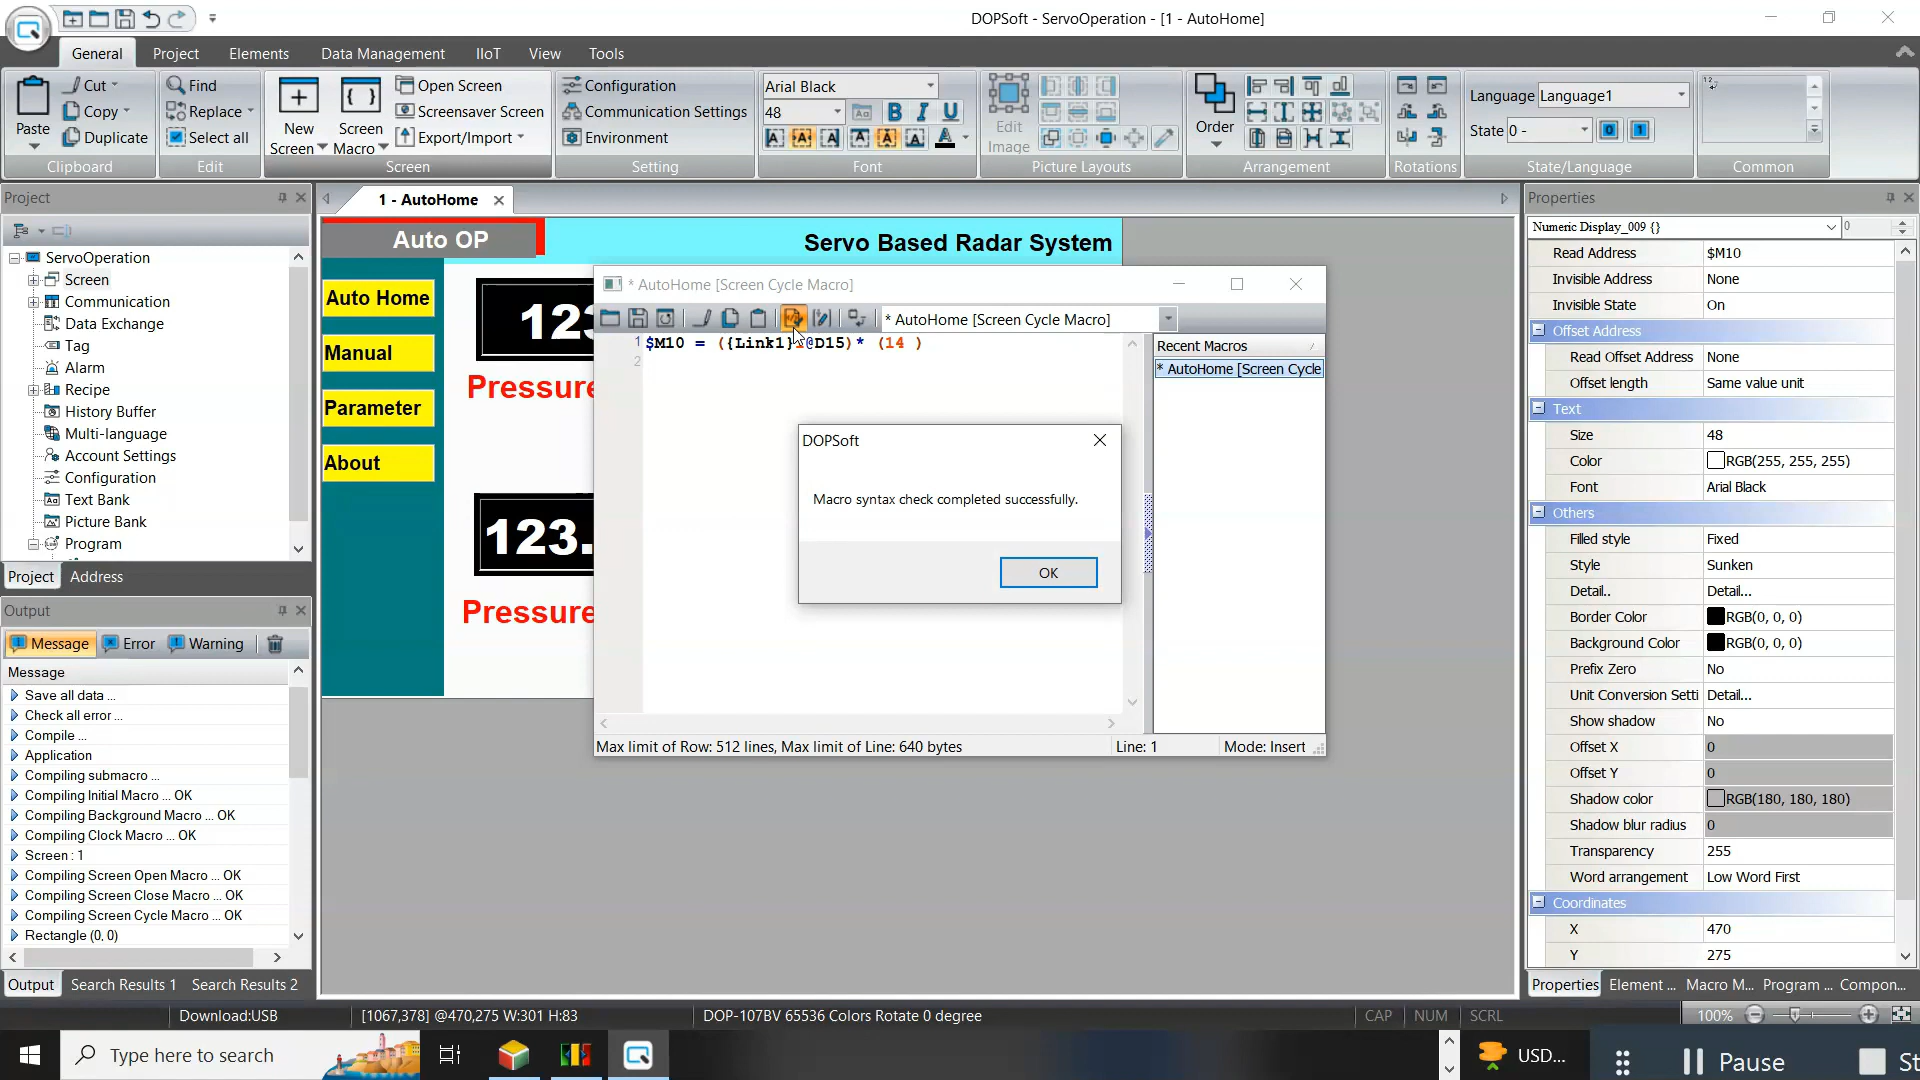 DOPSoft - ServoOperation - [1 - AutoHome]
General Project Elements Data Management IIoT View Tools
Cut
Copy
Duplicate
Paste
Clipboard
Find
Replace
Select all
Edit
New Screen
Screen Macro
Open Screen
Screensaver Screen
Export/Import
Screen
Configuration
Communication Settings
Environment
Setting
Arial Black
48
Font
Edit Image
Picture Layouts
Order
Arrangement
Rotations
Language Language1
State 0 -
State/Language
Common
Project
ServoOperation
Screen
Communication
Data Exchange
Tag
Alarm
Recipe
History Buffer
Multi-language
Account Settings
Configuration
Text Bank
Picture Bank
Program
Project Address
Output
Message Error Warning
Message
Save all data ...
Check all error ...
Compile ...
Application
Compiling submacro ...
Compiling Initial Macro ... OK
Compiling Background Macro ... OK
Compiling Clock Macro ... OK
Screen : 1
Compiling Screen Open Macro ... OK
Compiling Screen Close Macro ... OK
Compiling Screen Cycle Macro ... OK
Rectangle (0, 0)
Output Search Results 1 Search Results 2
1 - AutoHome
Auto OP
Servo Based Radar System
Auto Home
Manual
Parameter
About
123
Pressure
123.
Pressure
* AutoHome [Screen Cycle Macro]
* AutoHome [Screen Cycle Macro]
1 $M10 = ({Link1}1@D15)* (14 )
2
Recent Macros
* AutoHome [Screen Cycle
DOPSoft
Macro syntax check completed successfully.
OK
Max limit of Row: 512 lines, Max limit of Line: 640 bytes Line: 1 Mode: Insert
Properties
Numeric Display_009 {} 0
Read Address $M10
Invisible Address None
Invisible State On
Offset Address
Read Offset Address None
Offset length Same value unit
Text
Size 48
Color RGB(255, 255, 255)
Font Arial Black
Others
Filled style Fixed
Style Sunken
Detail.. Detail...
Border Color RGB(0, 0, 0)
Background Color RGB(0, 0, 0)
Prefix Zero No
Unit Conversion Setti Detail...
Show shadow No
Offset X 0
Offset Y 0
Shadow color RGB(180, 180, 180)
Shadow blur radius 0
Transparency 255
Word arrangement Low Word First
Coordinates
X 470
Y 275
Properties Element ... Macro M... Program ... Compon...
Download:USB [1067,378] @470,275 W:301 H:83 DOP-107BV 65536 Colors Rotate 0 degree CAP NUM SCRL 100%
Type here to search
USD...
Pause
St